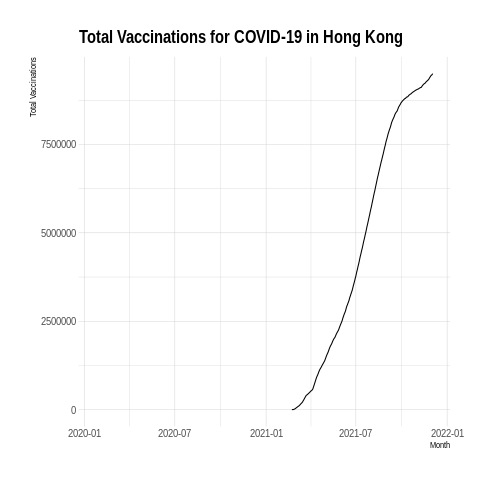 Total Vaccinations for COVID-19 in Hong Kong
Total Vaccinations
7500000
5000000
2500000
0
2020-01 2020-07 2021-01 2021-07 2022-01
Month